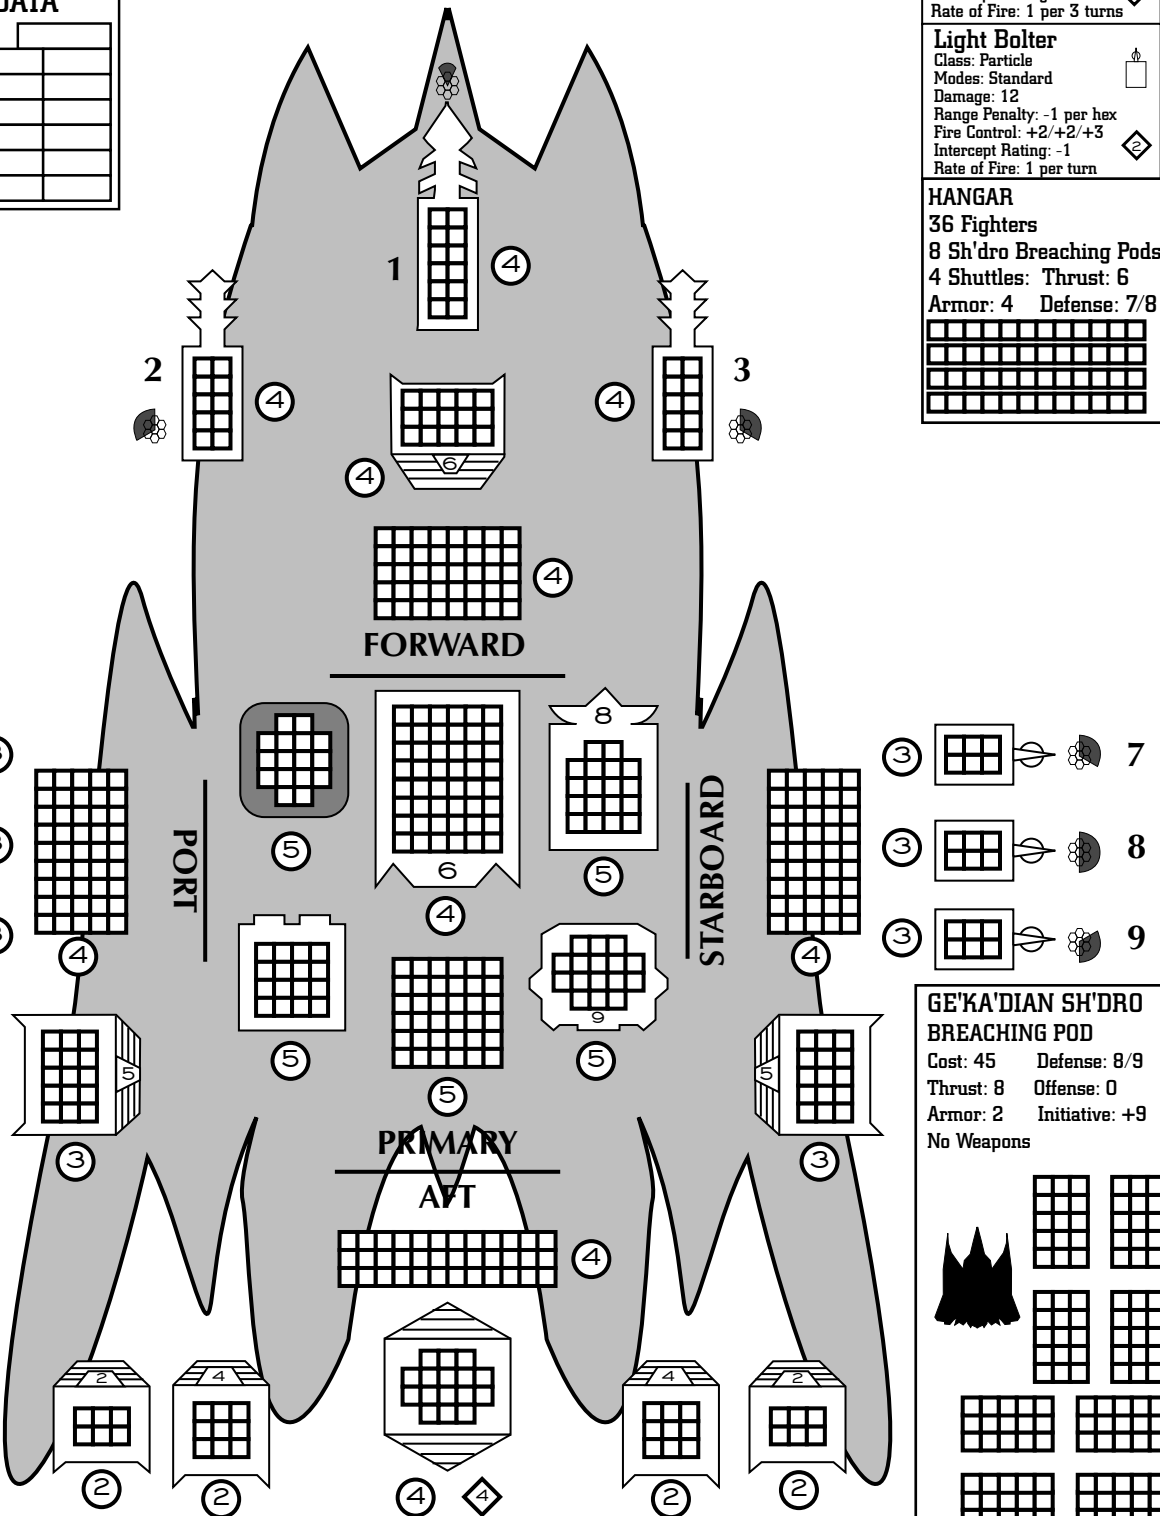 Rate of Fire: 1 per 3 turns
Light Bolter
Class: Particle
Modes: Standard
Damage: 12
Range Penalty: -1 per hex
Fire Control: +2/+2/+3
Intercept Rating: -1
Rate of Fire: 1 per turn
2
HANGAR
36 Fighters
8 Sh'dro Breaching Pods
4 Shuttles: Thrust: 6
Armor: 4 Defense: 7/8
1
4
2
4
4
3
6
4
4
FORWARD
8
5
6
5
4
PORT
STARBOARD
3
7
3
8
3
9
4
4
9
5
5
5
5
5
3
3
PRIMARY
AFT
4
2
4
4
2
2
2
4
4
2
2
GE'KA'DIAN SH'DRO
BREACHING POD
Cost: 45 Defense: 8/9
Thrust: 8 Offense: 0
Armor: 2 Initiative: +9
No Weapons